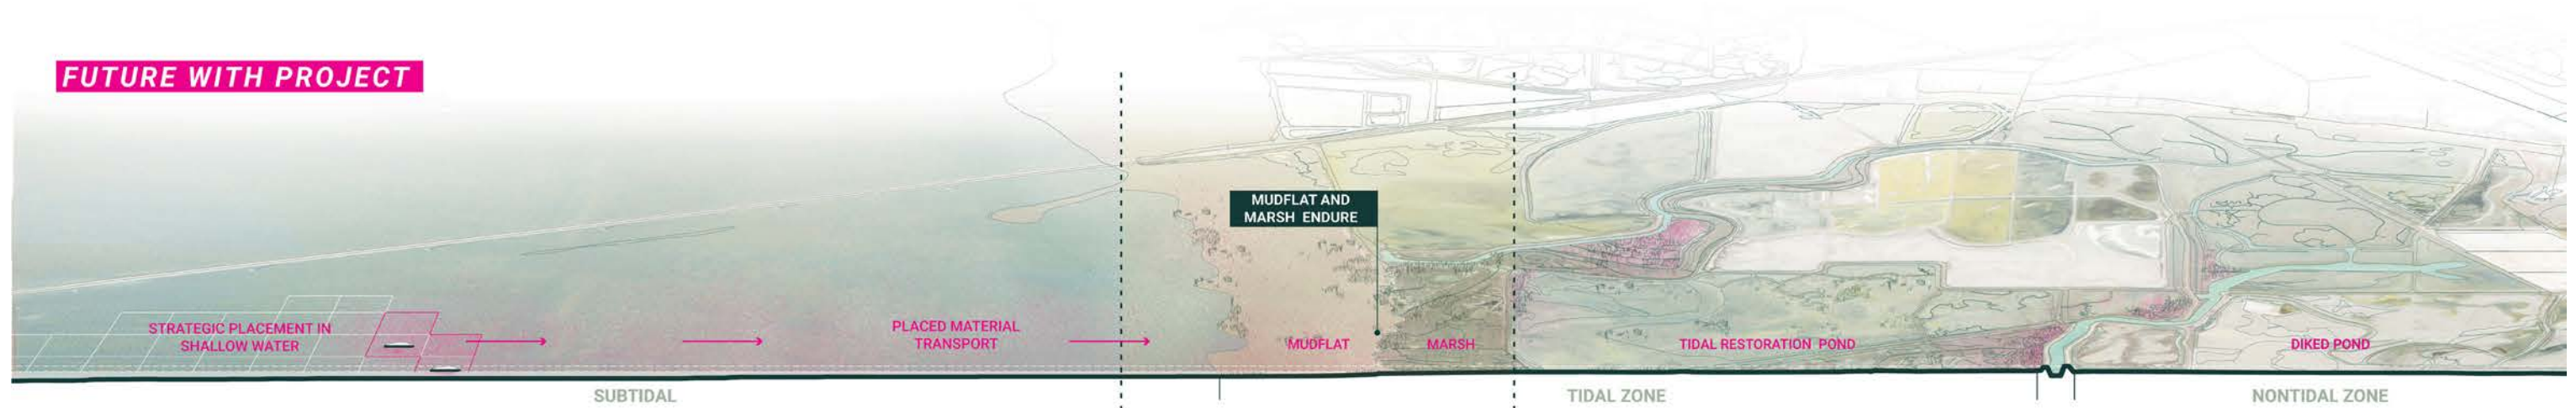 FUTURE WITH PROJECT
MUDFLAT AND
MARSH ENDURE
STRATEGIC PLACEMENT IN
SHALLOW WATER
PLACED MATERIAL
TRANSPORT
MUDFLAT
MARSH
TIDAL RESTORATION POND
DIKED POND
SUBTIDAL
TIDAL ZONE
NONTIDAL ZONE